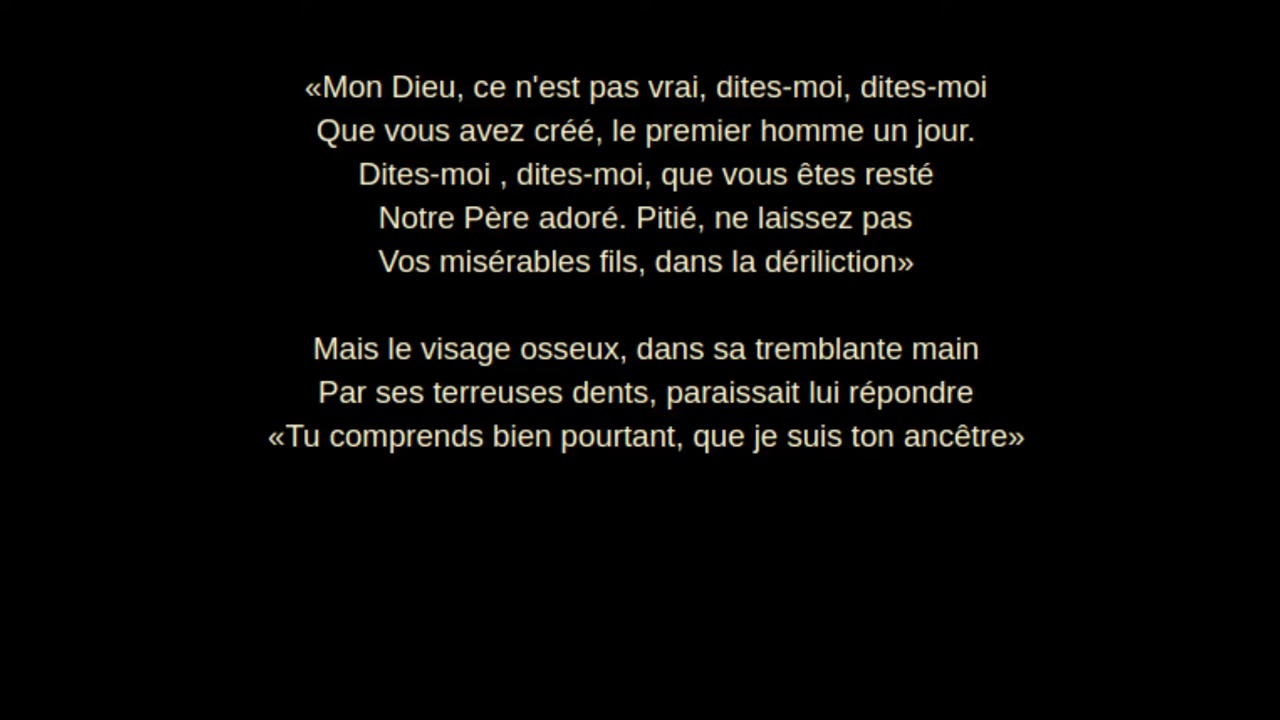 «Mon Dieu, ce n'est pas vrai, dites-moi, dites-moi
Que vous avez créé, le premier homme un jour.
Dites-moi , dites-moi, que vous êtes resté
Notre Père adoré. Pitié, ne laissez pas
Vos misérables fils, dans la dériliction»
Mais le visage osseux, dans sa tremblante main
Par ses terreuses dents, paraissait lui répondre
«Tu comprends bien pourtant, que je suis ton ancêtre»